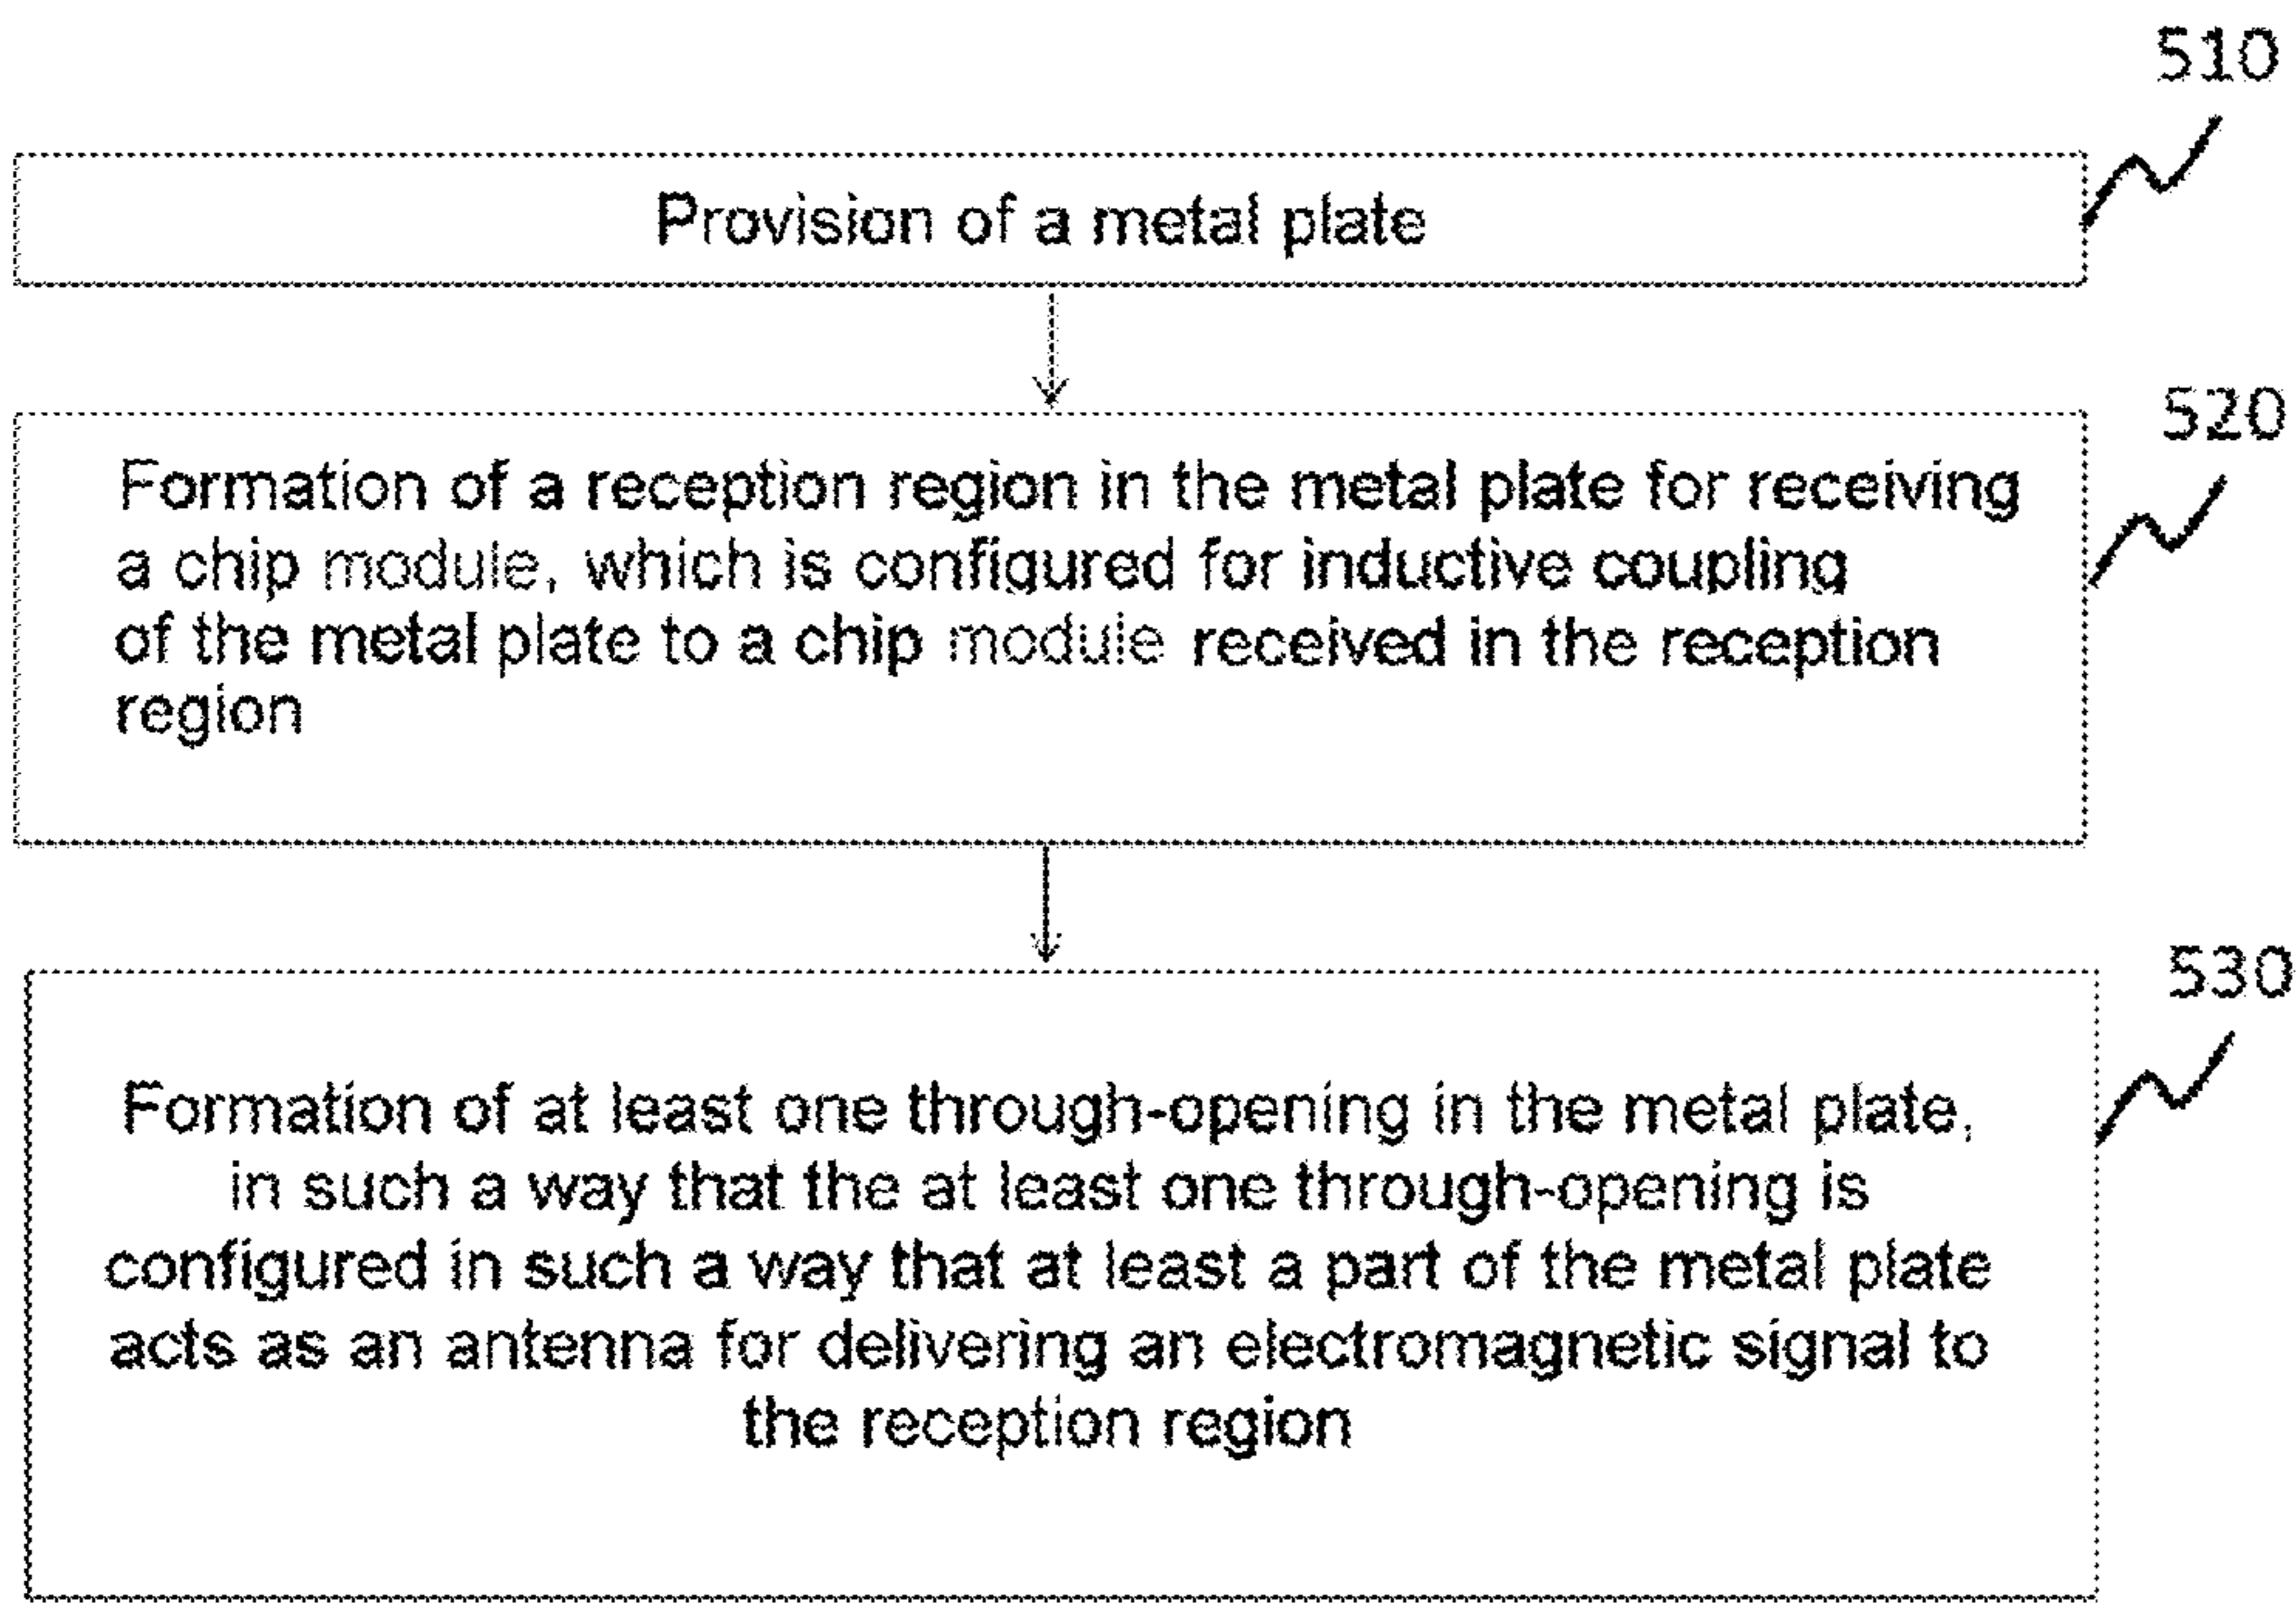 510
Provision of a metal plate
520
Formation of a reception region in the metal plate for receiving
a chip module, which is configured for inductive coupling
of the metal plate to a chip module received in the reception
region
530
Formation of at least one through-opening in the metal plate,
in such a way that the at least one through-opening is
configured in such a way that at least a part of the metal plate
acts as an antenna for delivering an electromagnetic signal to
the reception region